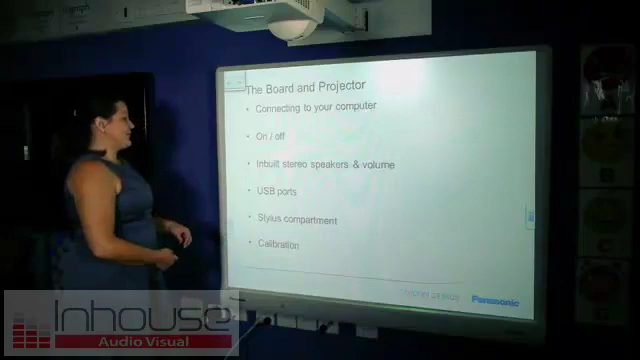 The Board and Projector
• Connecting to your computer
• On / off
• Inbuilt stereo speakers & volume
• USB ports
• Stylus compartment
• Calibration
Panasonic
Inhouse
Audio Visual
B
C